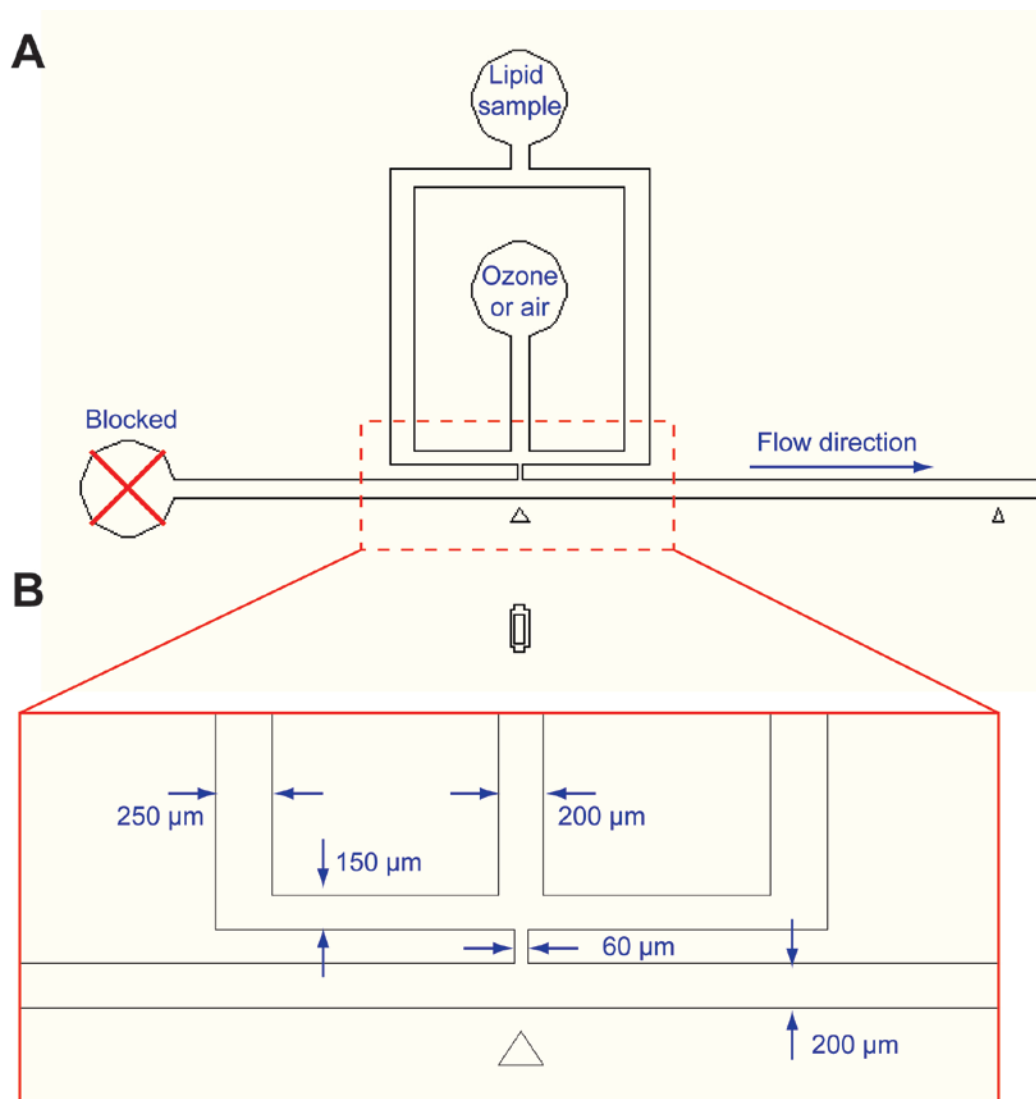 A
Lipid
sample
Ozone
or air
Blocked
Flow direction
B
250 µm
200 µm
150 µm
60 µm
200 µm